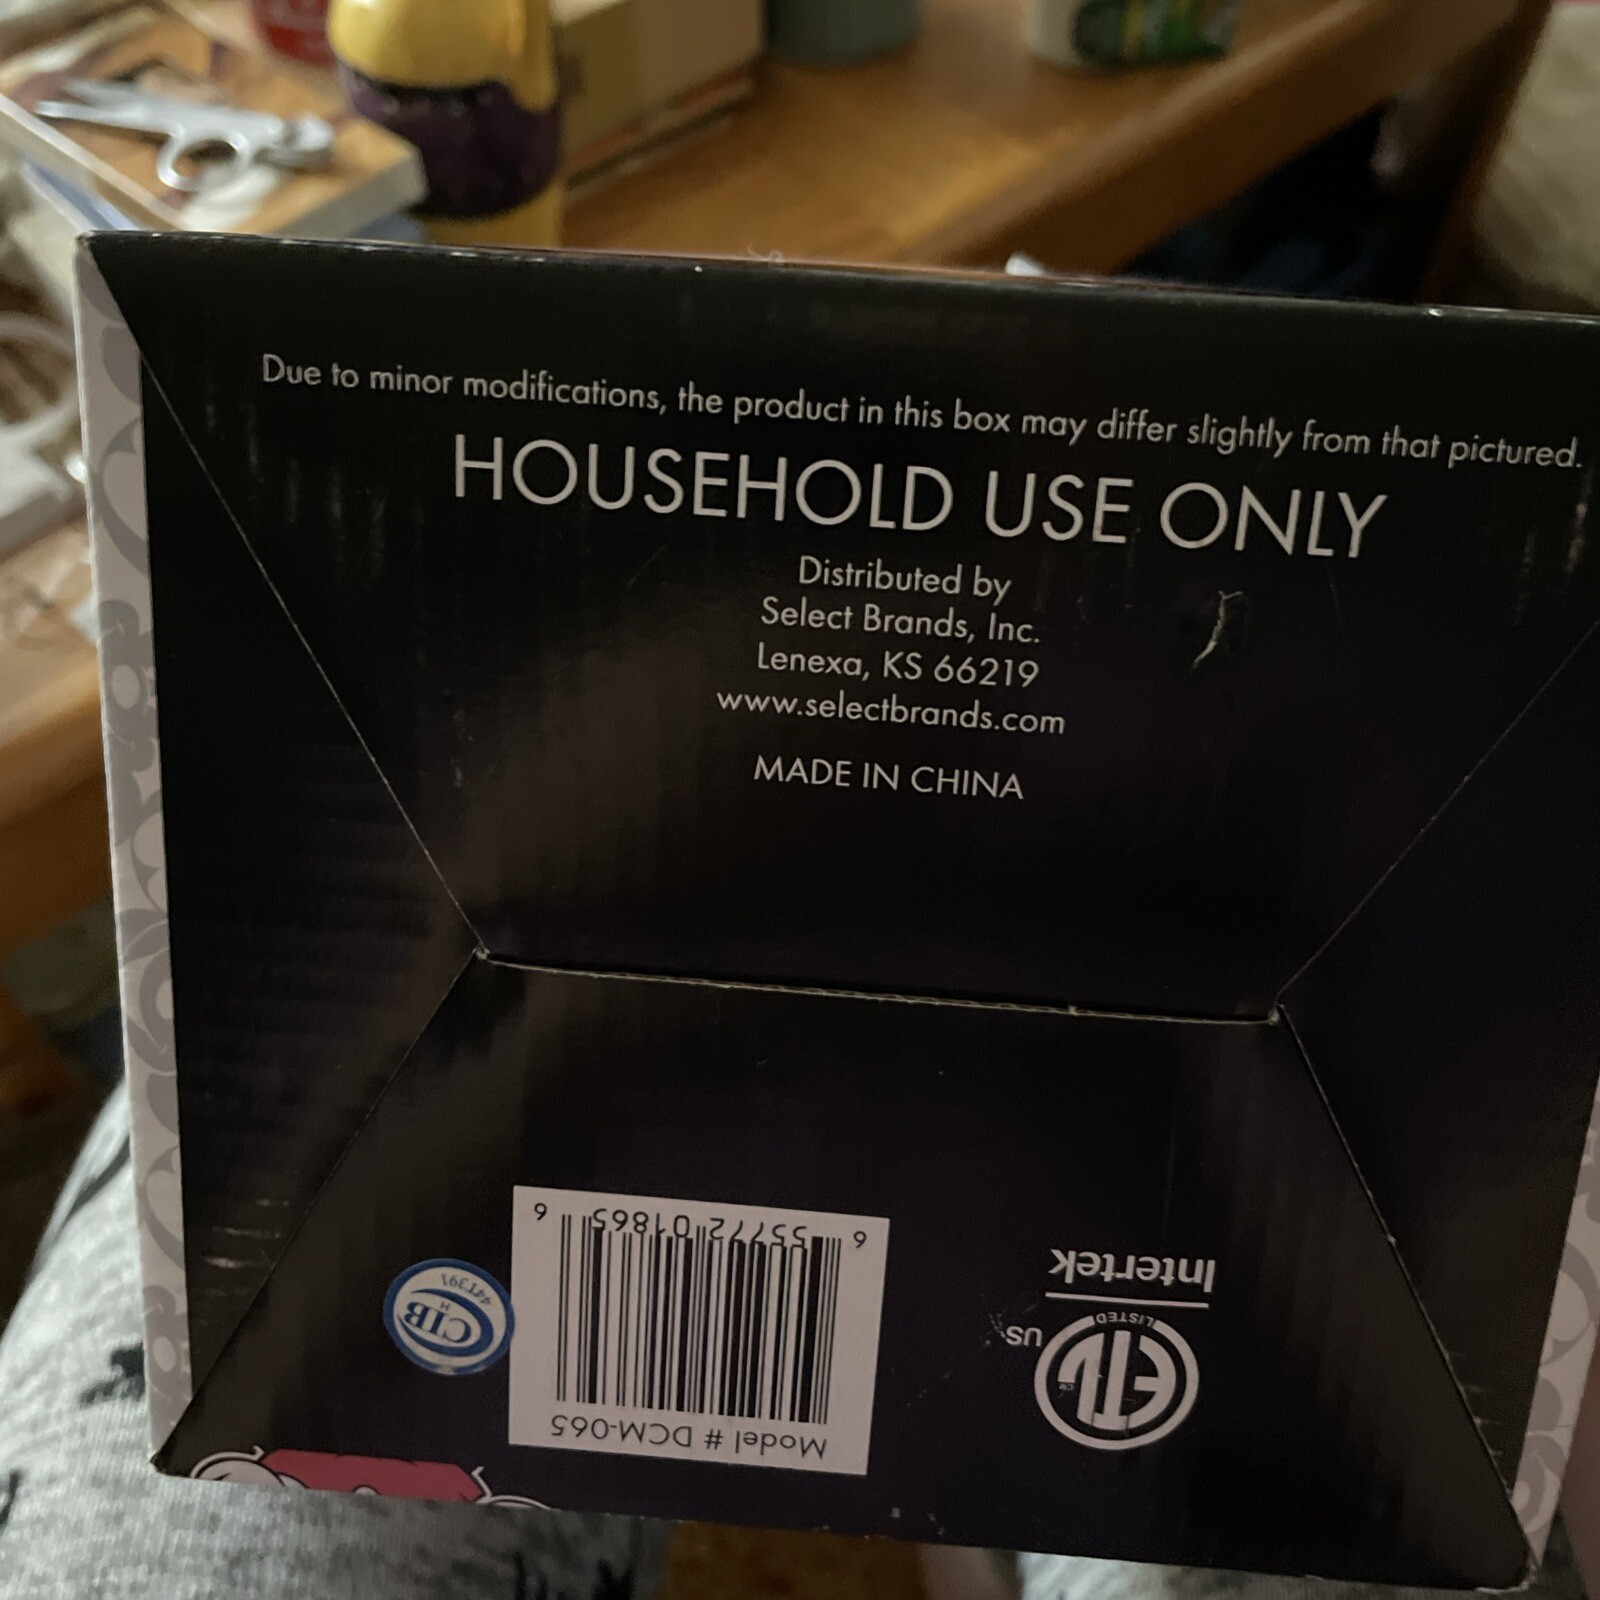 Due to minor modifications, the product in this box may differ slightly from that pictured.
HOUSEHOLD USE ONLY
Distributed by
Select Brands, Inc.
Lenexa, KS 66219
www.selectbrands.com
MADE IN CHINA
Model # DCM-065
6 55772 01865 6
CIB
H
44T391
ETL
CM
LISTED
US
Intertek